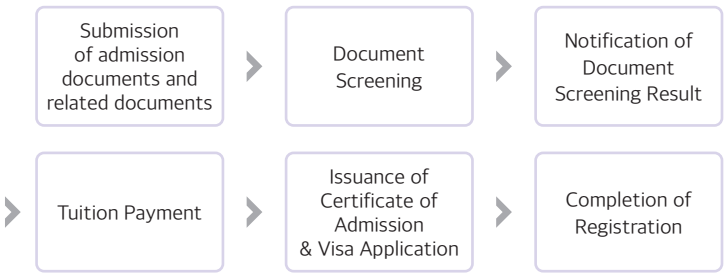 Submission
of admission
documents and
related documents
Document
Screening
Notification of
Document
Screening Result
Tuition Payment
Issuance of
Certificate of
Admission
& Visa Application
Completion of
Registration